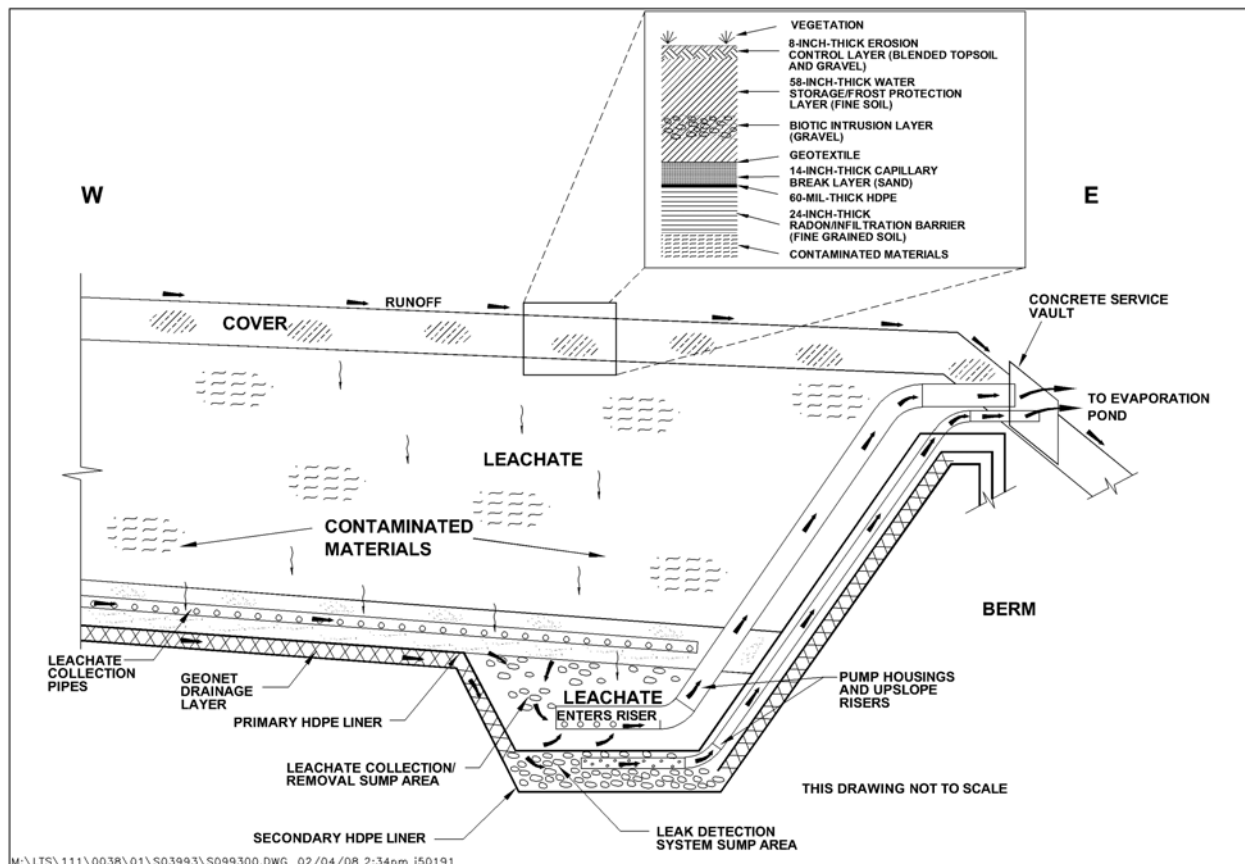 VEGETATION
8-INCH-THICK EROSION
CONTROL LAYER (BLENDED TOPSOIL
AND GRAVEL)
58-INCH-THICK WATER
STORAGE/FROST PROTECTION
LAYER (FINE SOIL)
BIOTIC INTRUSION LAYER
(GRAVEL)
GEOTEXTILE
14-INCH-THICK CAPILLARY
BREAK LAYER (SAND)
60-MIL-THICK HDPE
24-INCH-THICK
RADON/INFILTRATION BARRIER
(FINE GRAINED SOIL)
CONTAMINATED MATERIALS
W
E
RUNOFF
COVER
CONCRETE SERVICE
VAULT
TO EVAPORATION
POND
LEACHATE
CONTAMINATED
MATERIALS
BERM
LEACHATE
COLLECTION
PIPES
GEONET
DRAINAGE
LAYER
PRIMARY HDPE LINER
LEACHATE
ENTERS RISER
PUMP HOUSINGS
AND UPSLOPE
RISERS
LEACHATE COLLECTION/
REMOVAL SUMP AREA
THIS DRAWING NOT TO SCALE
SECONDARY HDPE LINER
LEAK DETECTION
SYSTEM SUMP AREA
M:\LTS\111\0038\01\S03993\S099300.DWG 02/04/08 2:34pm j50191